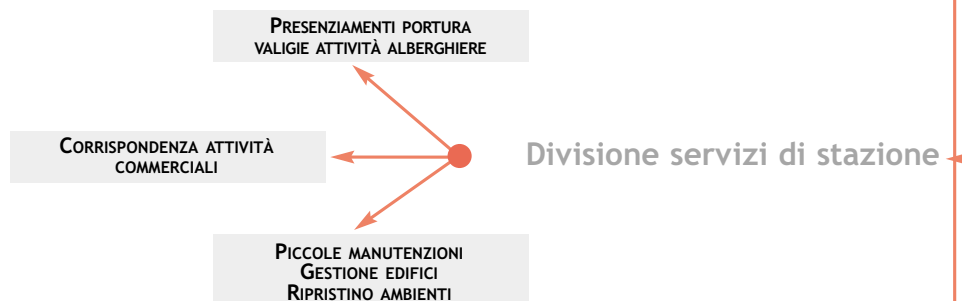 PRESENZIAMENTI PORTURA
VALIGIE ATTIVITÀ ALBERGHIERE
CORRISPONDENZA ATTIVITÀ
COMMERCIALI
Divisione servizi di stazione
PICCOLE MANUTENZIONI
GESTIONE EDIFICI
RIPRISTINO AMBIENTI